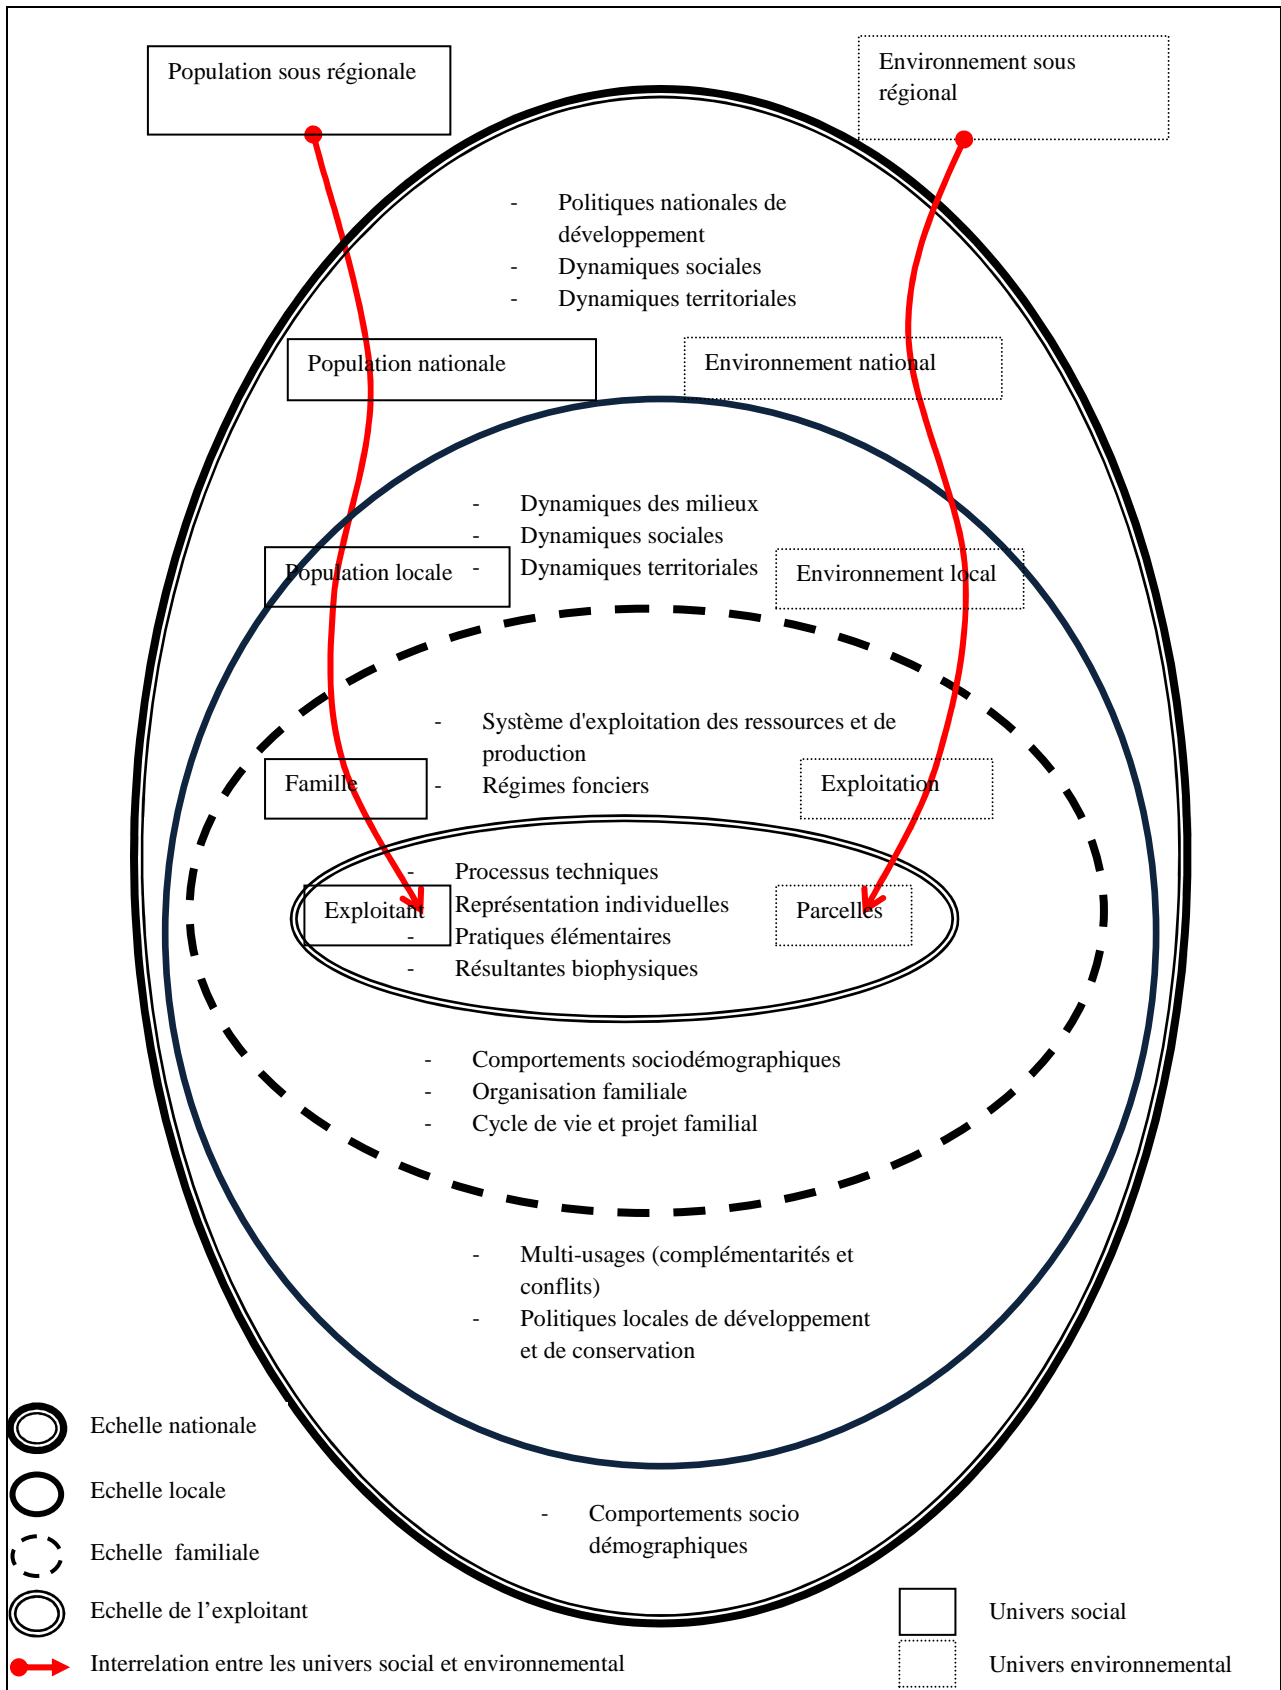 Population sous régionale
Environnement sous
régional
- Politiques nationales de
développement
- Dynamiques sociales
- Dynamiques territoriales
Population nationale
Environnement national
- Dynamiques des milieux
- Dynamiques sociales
- Dynamiques territoriales
Population locale
Environnement local
- Système d'exploitation des ressources et de
production
- Régimes fonciers
Famille
Exploitation
- Processus techniques
Représentation individuelles
- Pratiques élémentaires
- Résultantes biophysiques
Exploitant
Parcelles
- Comportements sociodémographiques
- Organisation familiale
- Cycle de vie et projet familial
- Multi-usages (complémentarités et
conflits)
- Politiques locales de développement
et de conservation
- Comportements socio
démographiques
Echelle nationale
Echelle locale
Echelle familiale
Echelle de l’exploitant
Interrelation entre les univers social et environnemental
Univers social
Univers environnemental